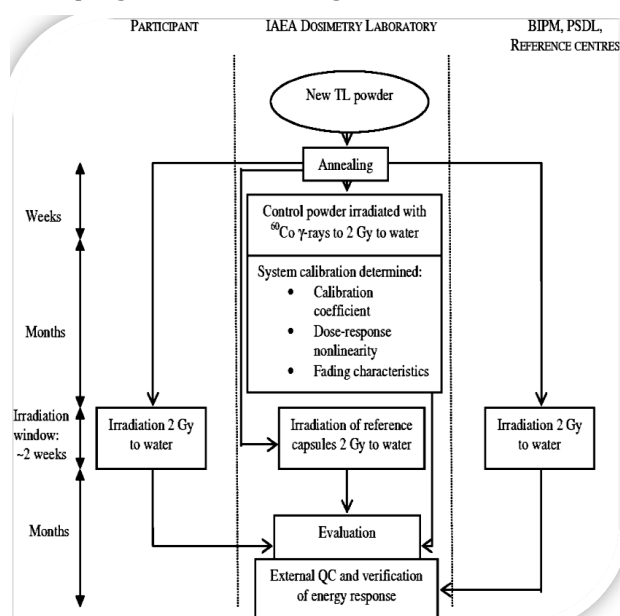 PARTICIPANT
IAEA DOSIMETRY LABORATORY
BIPM, PSDL,
REFERENCE CENTRES
New TL powder
Annealing
Weeks
Control powder irradiated with
⁶⁰Co γ-rays to 2 Gy to water
System calibration determined:
• Calibration
coefficient
• Dose-response
nonlinearity
• Fading characteristics
Months
Irradiation
window:
~2 weeks
Irradiation 2 Gy
to water
Irradiation of reference
capsules 2 Gy to water
Irradiation 2 Gy
to water
Months
Evaluation
External QC and verification
of energy response